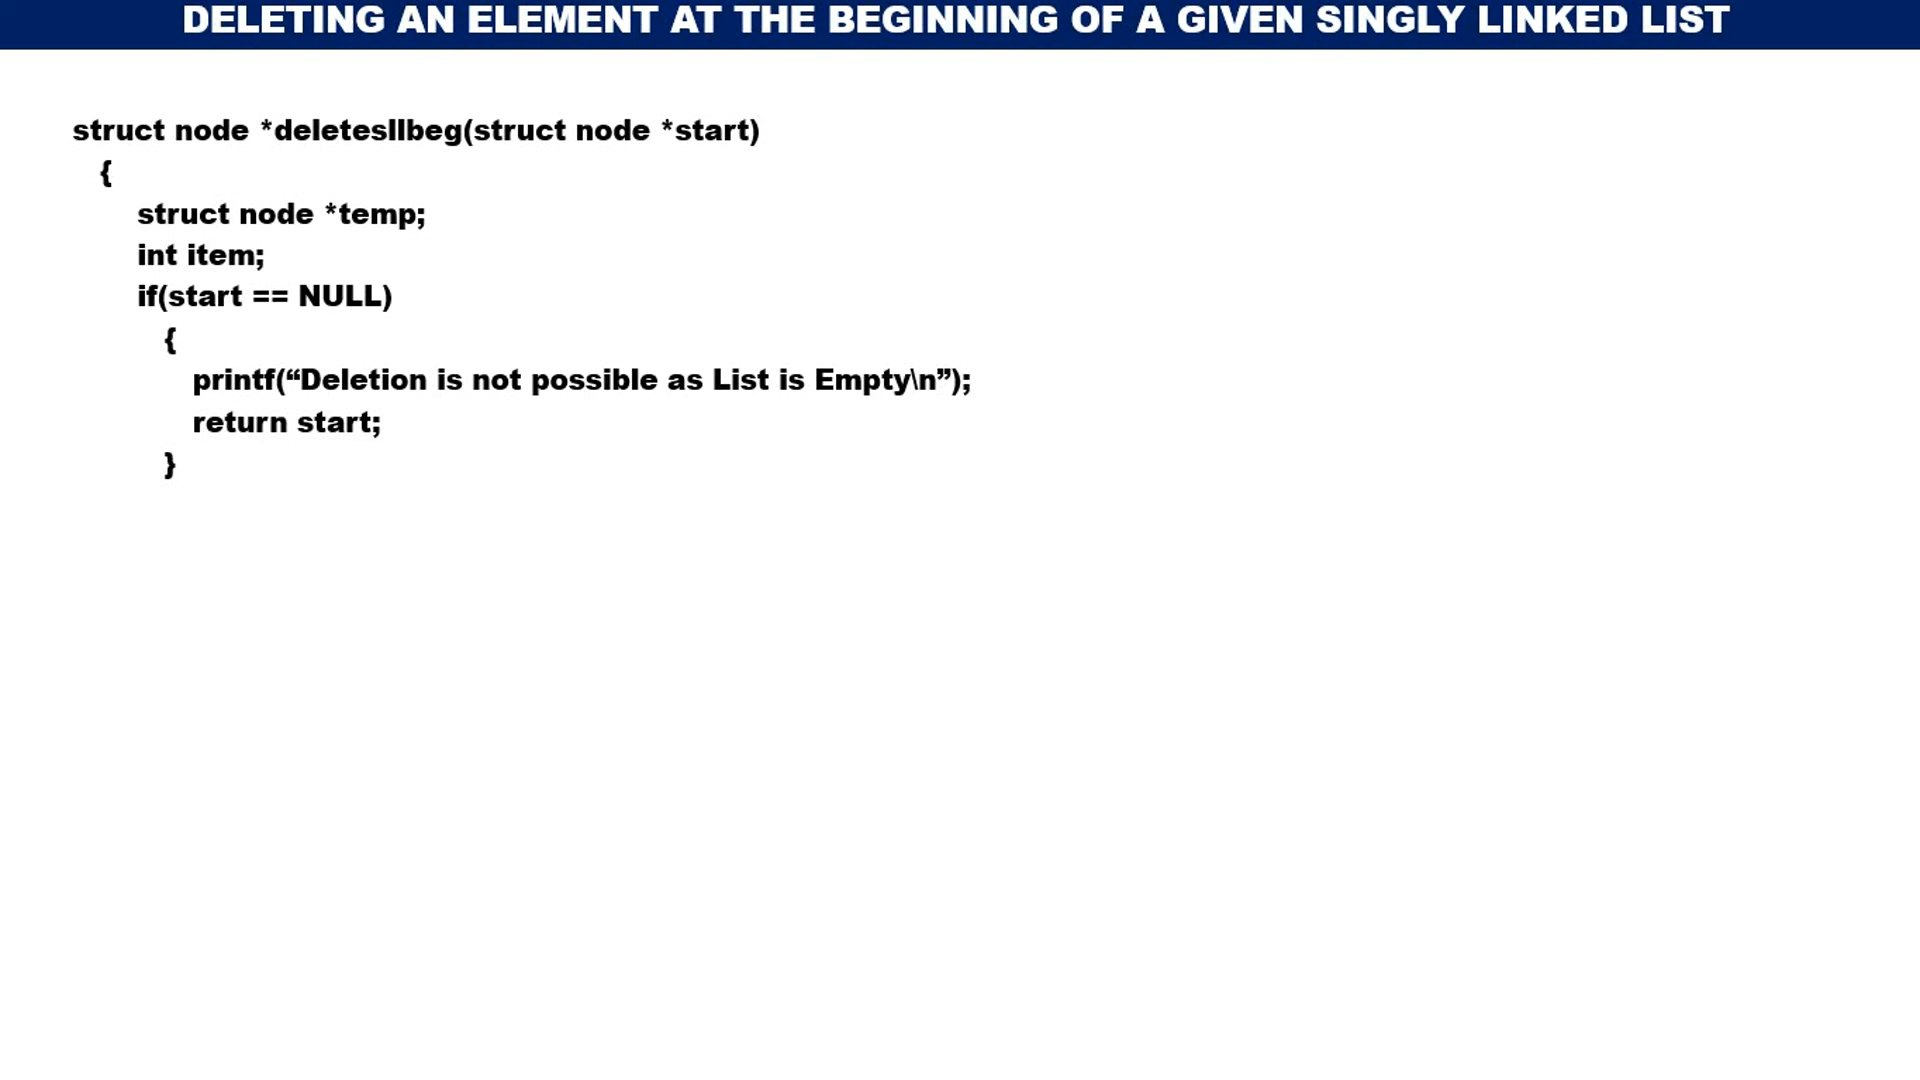 DELETING AN ELEMENT AT THE BEGINNING OF A GIVEN SINGLY LINKED LIST
struct node *deletesllbeg(struct node *start)
{
struct node *temp;
int item;
if(start == NULL)
{
printf(“Deletion is not possible as List is Empty\n”);
return start;
}